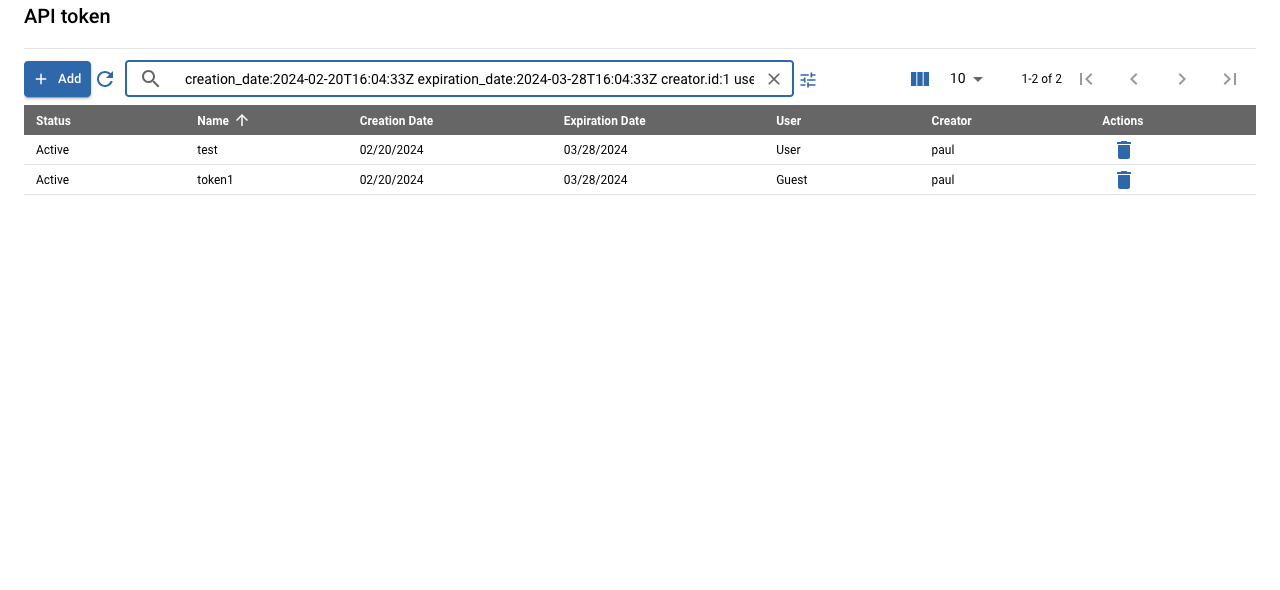 API token
Add
creation_date:2024-02-20T16:04:33Z expiration_date:2024-03-28T16:04:33Z creator.id:1 use
10
1-2 of 2
Status Name Creation Date Expiration Date User Creator Actions
Active test 02/20/2024 03/28/2024 User paul
Active token1 02/20/2024 03/28/2024 Guest paul